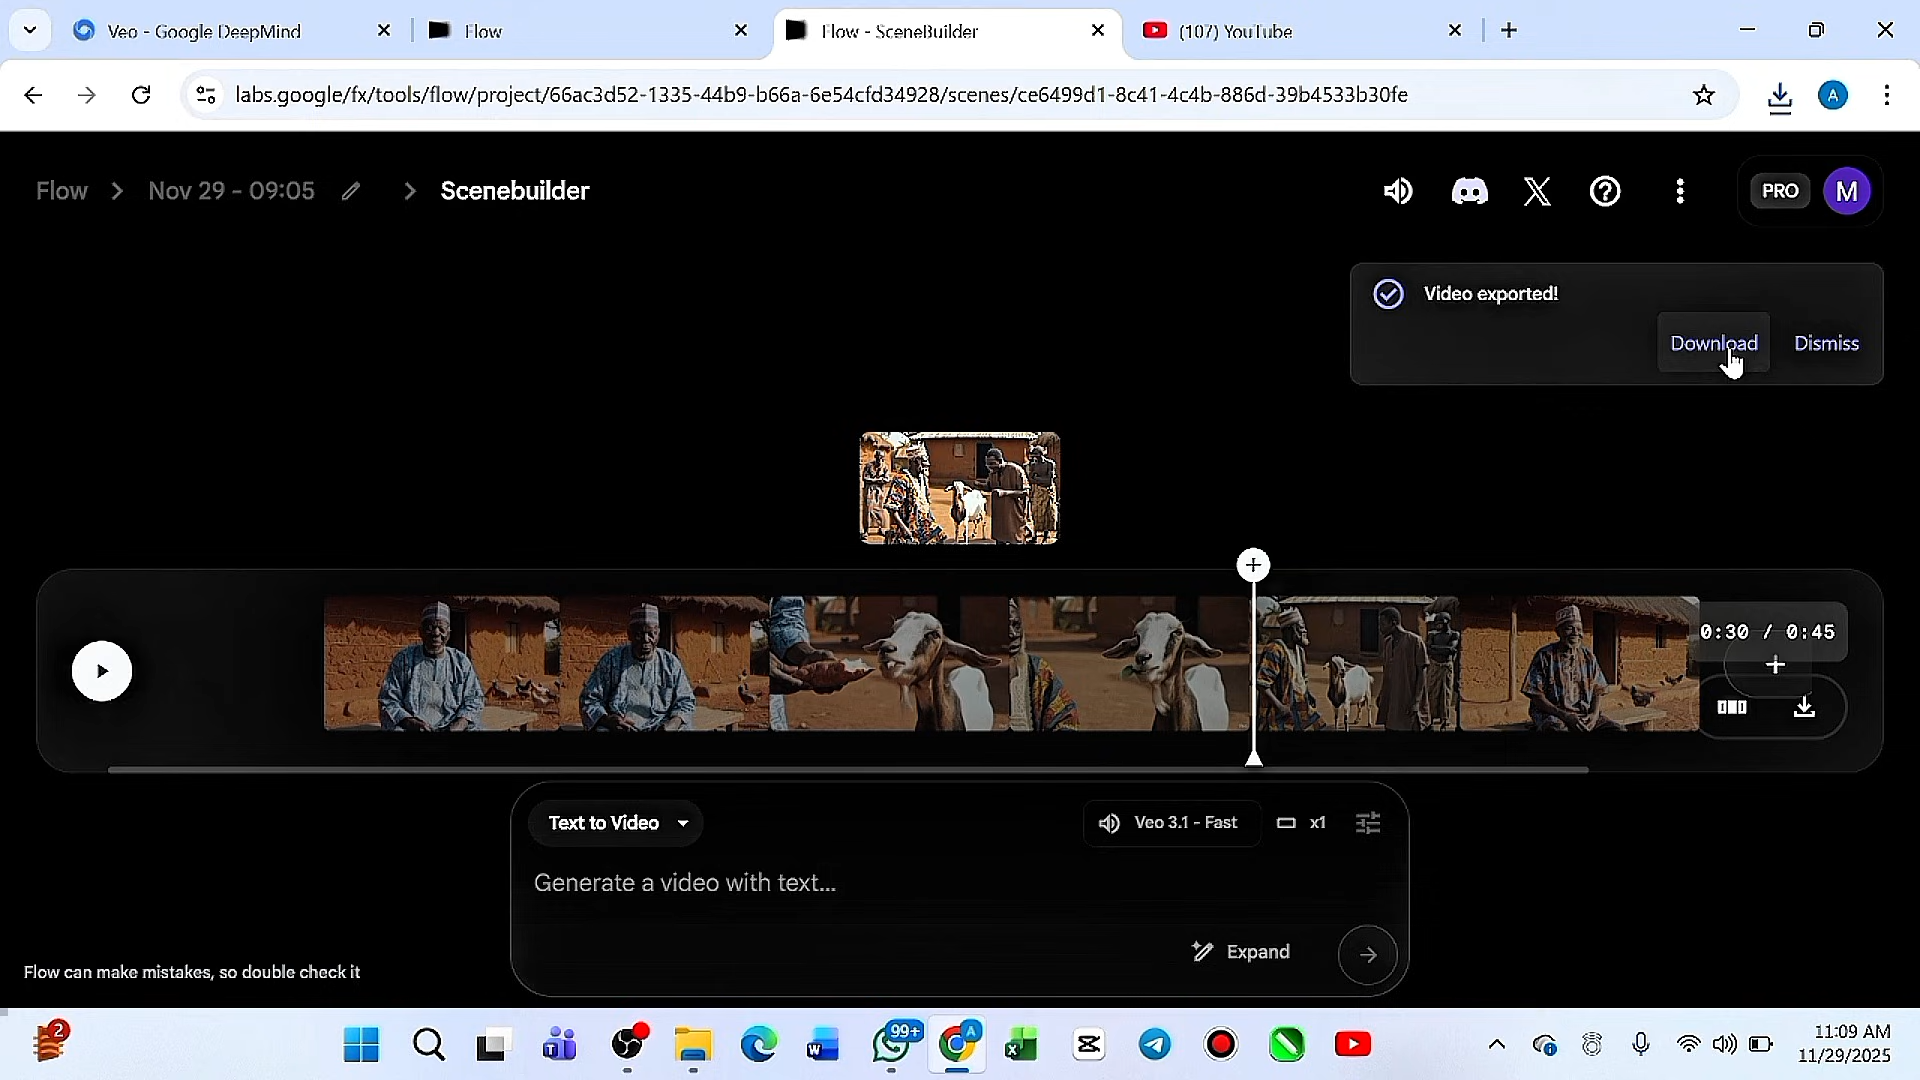 Veo - Google DeepMind
Flow
Flow - SceneBuilder
(107) YouTube
labs.google/fx/tools/flow/project/66ac3d52-1335-44b9-b66a-6e54cfd34928/scenes/ce6499d1-8c41-4c4b-886d-39b4533b30fe
A
Flow > Nov 29 - 09:05 > Scenebuilder
PRO
M
Video exported!
Download
Dismiss
0:30 / 0:45
Text to Video
Veo 3.1 - Fast
x1
Generate a video with text...
Expand
Flow can make mistakes, so double check it
2
99+
A
11:09 AM
11/29/2025